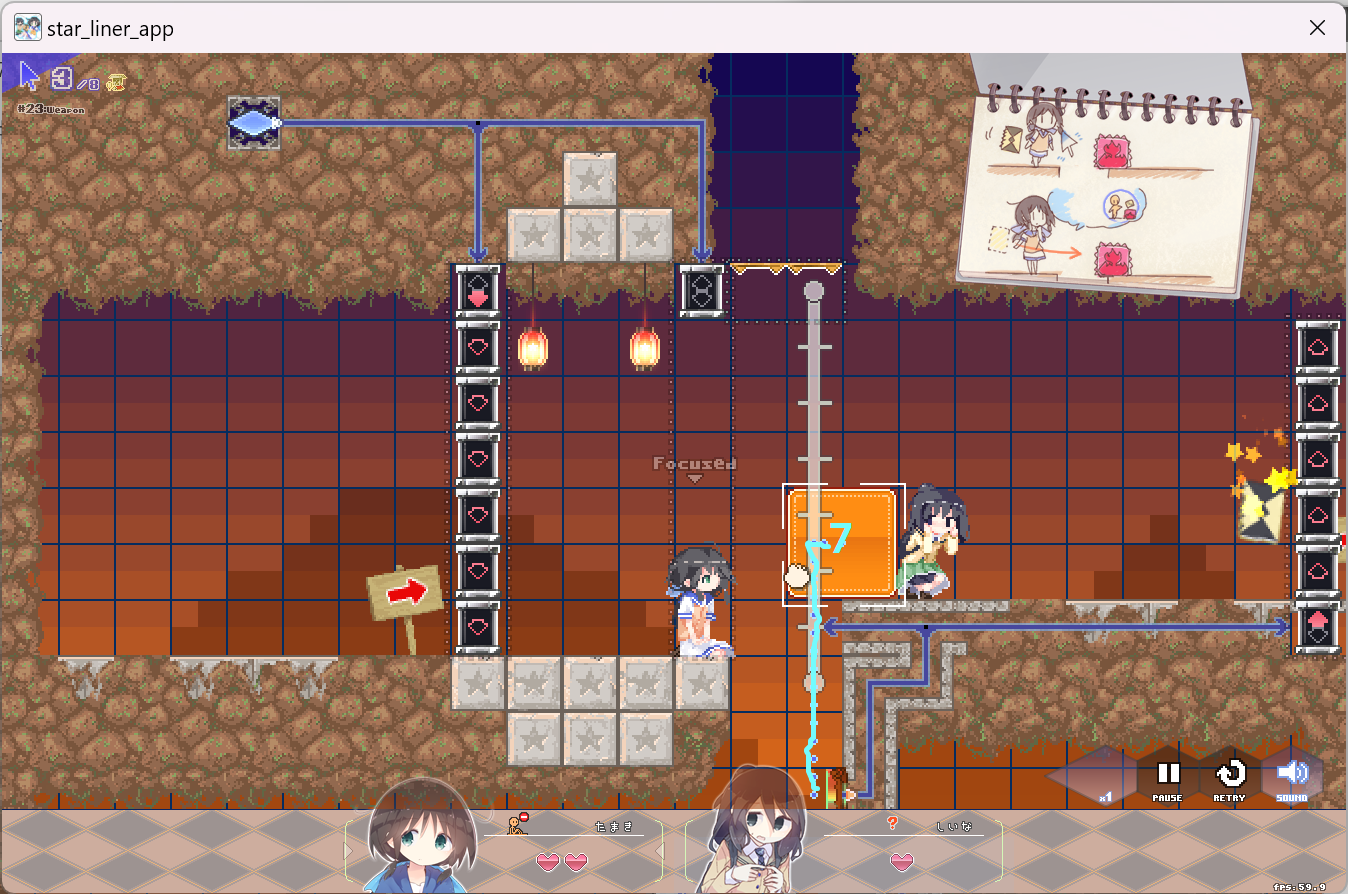 star_liner_app
3/8
#23:Weapon
Focused
7
x1
PAUSE
RETRY
SOUND
たまき
しいな
fps:59.9